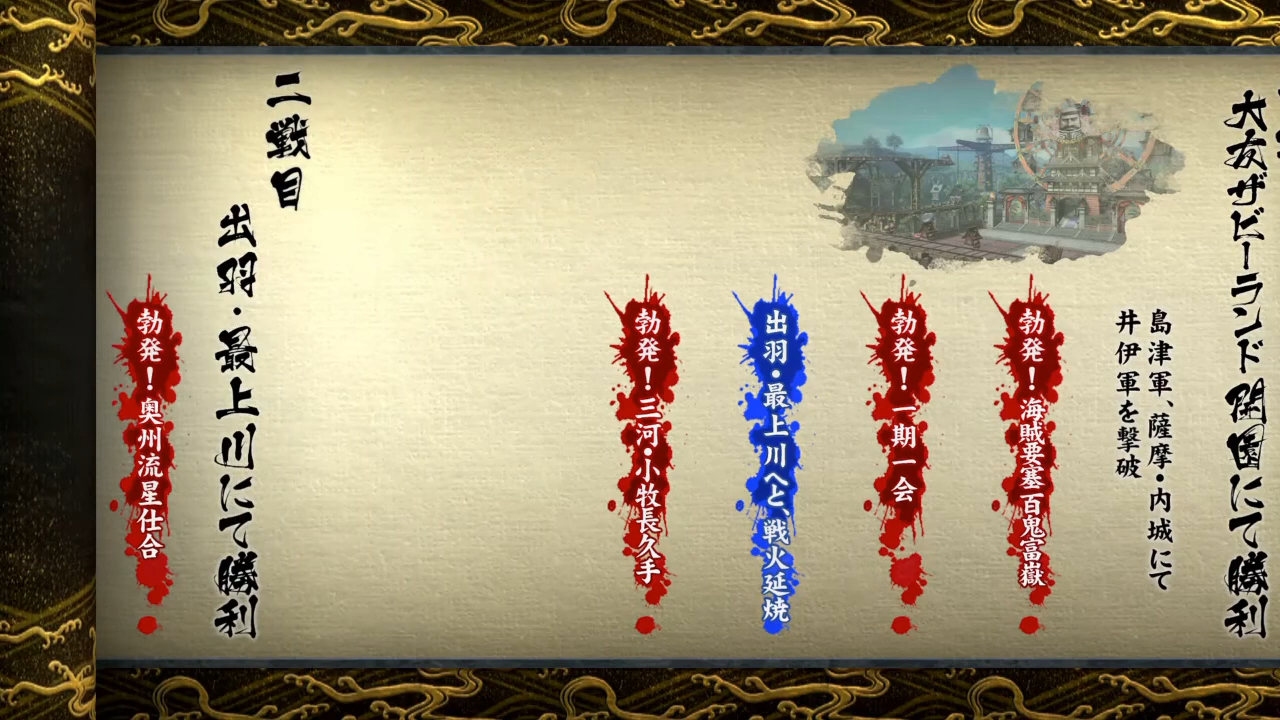 大友ザビーランド 開園にて勝利
島津軍、薩摩・内城にて
井伊軍を撃破
勃発！海賊要塞百鬼富嶽
勃発！一期一会
出羽・最上川へと、戦火延焼
勃発！三河・小牧長久手
二戦目
出羽・最上川にて勝利
勃発！奥州流星仕合